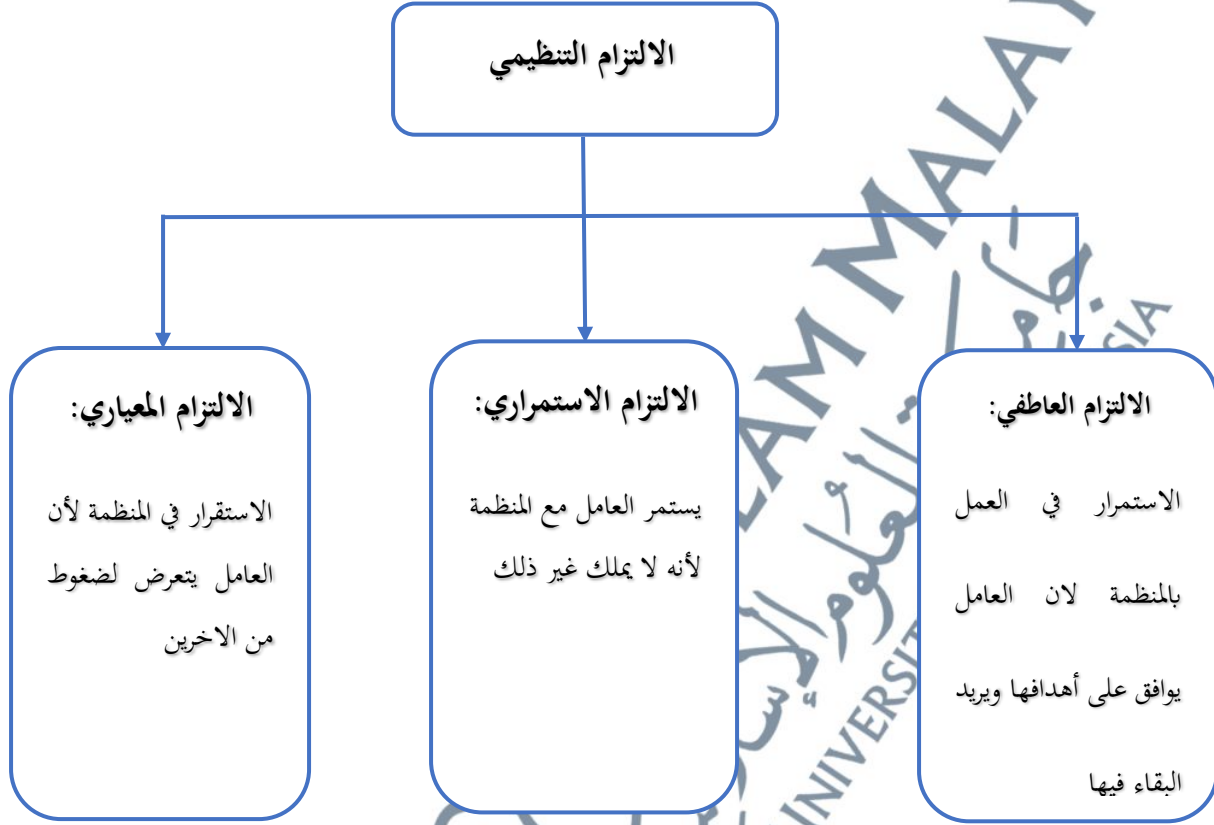 الالتزام التنظيمي
الالتزام العاطفي:
الاستمرار في العمل
بالمنظمة لان العامل
يوافق على أهدافها ويريد
البقاء فيها
الالتزام الاستمراري:
يستمر العامل مع المنظمة
لأنه لا يملك غير ذلك
الالتزام المعياري:
الاستقرار في المنظمة لأن
العامل يتعرض لضغوط
من الاخرين